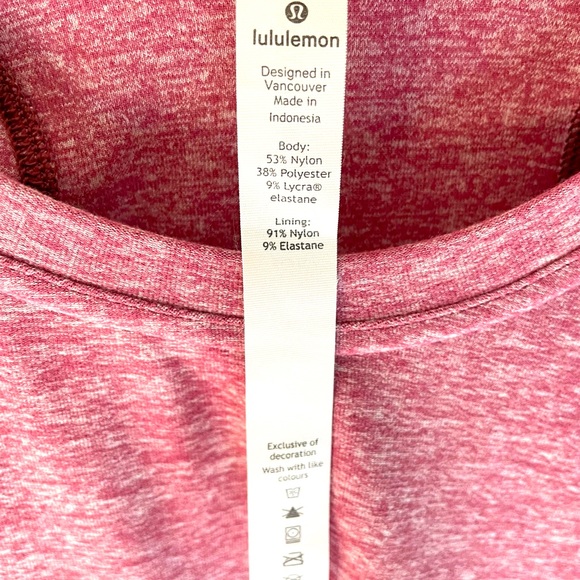 lululemon
Designed in
Vancouver
Made in
Indonesia
Body:
53% Nylon
38% Polyester
9% Lycra®
elastane
Lining:
91% Nylon
9% Elastane
Exclusive of
decoration
Wash with like
colours